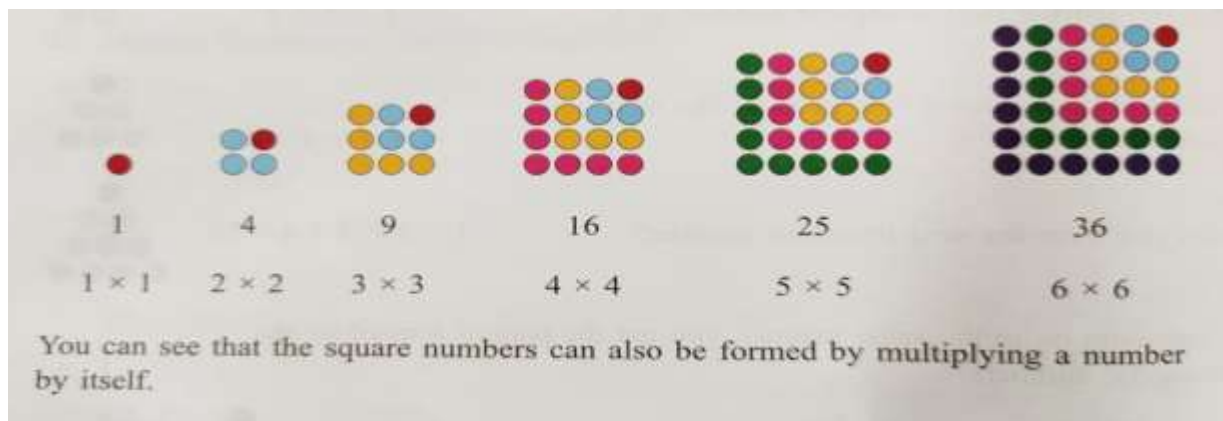 1 4 9 16 25 36
1 × 1 2 × 2 3 × 3 4 × 4 5 × 5 6 × 6
You can see that the square numbers can also be formed by multiplying a number
by itself.